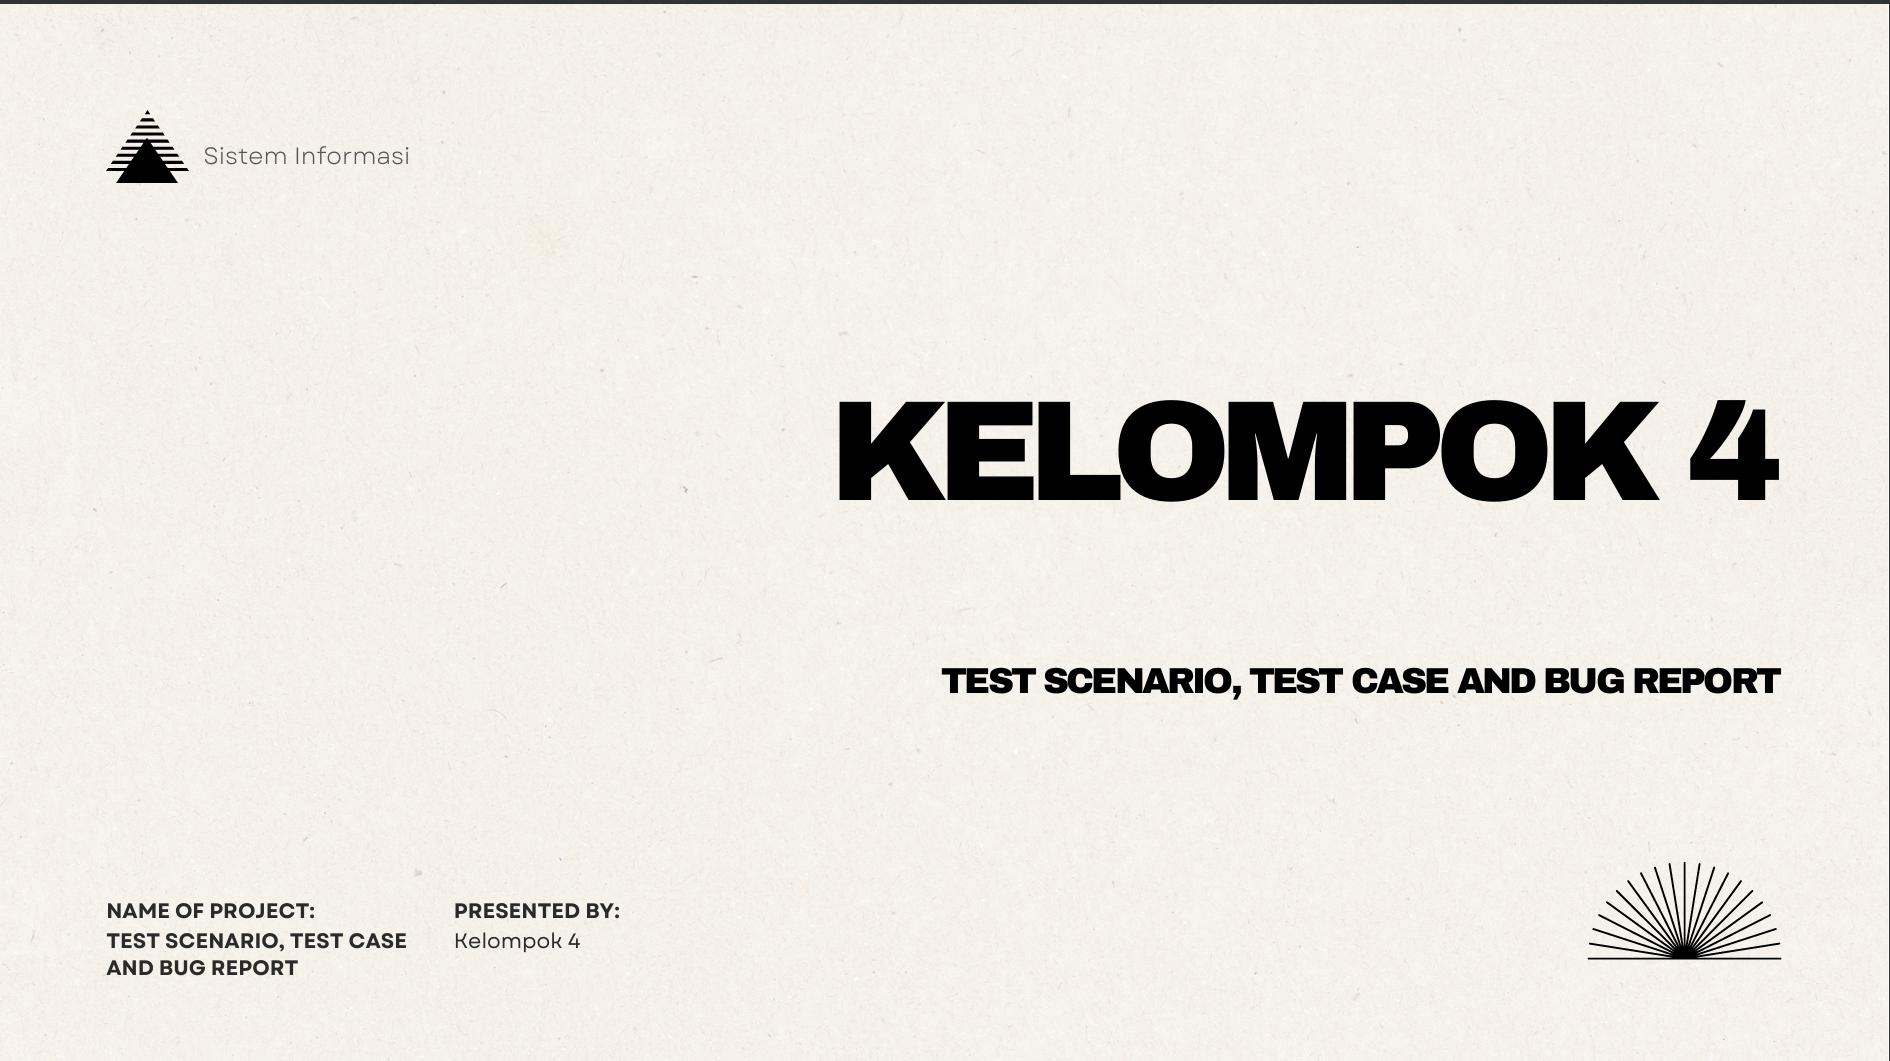 Sistem Informasi
KELOMPOK 4
TEST SCENARIO, TEST CASE AND BUG REPORT
NAME OF PROJECT:
TEST SCENARIO, TEST CASE
AND BUG REPORT
PRESENTED BY:
Kelompok 4